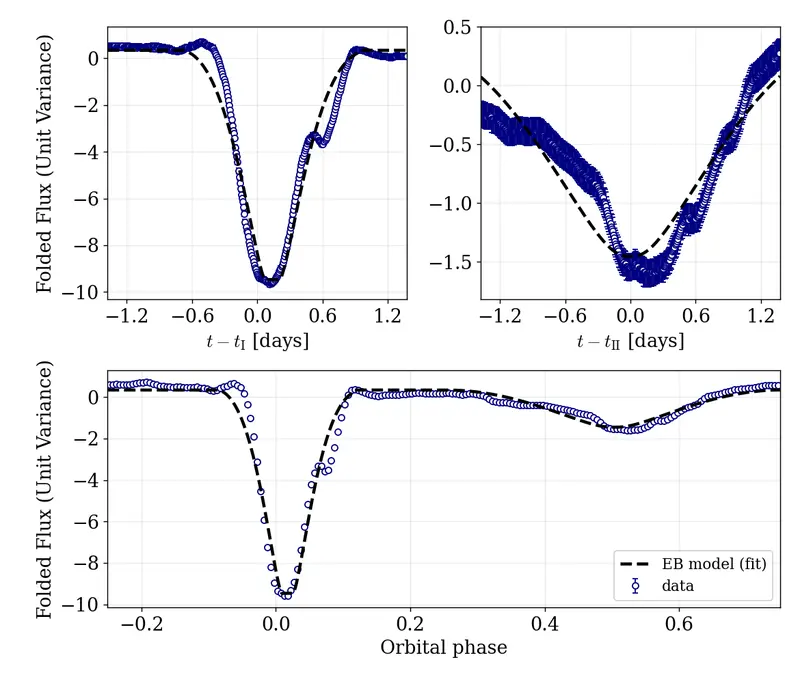 Folded Flux (Unit Variance)
0
−2
−4
−6
−8
−10
−1.2 −0.6 0.0 0.6 1.2
t − t_I [days]
0.5
0.0
−0.5
−1.0
−1.5
−1.2 −0.6 0.0 0.6 1.2
t − t_II [days]
Folded Flux (Unit Variance)
0
−2
−4
−6
−8
−10
−0.2 0.0 0.2 0.4 0.6
Orbital phase
EB model (fit)
data